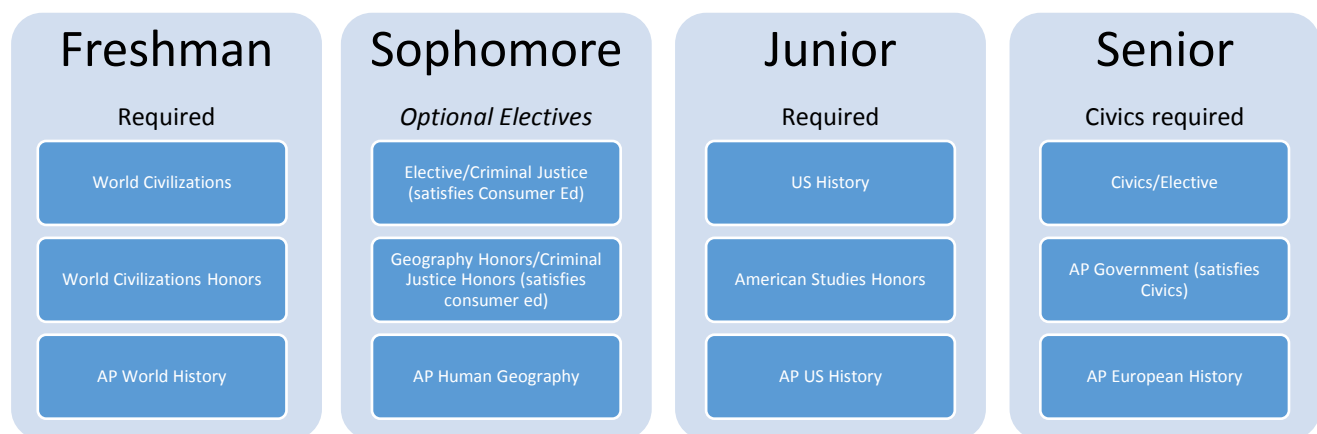 Freshman
Required
World Civilizations
World Civilizations Honors
AP World History
Sophomore
Optional Electives
Elective/Criminal Justice
(satisfies Consumer Ed)
Geography Honors/Criminal
Justice Honors (satisfies
consumer ed)
AP Human Geography
Junior
Required
US History
American Studies Honors
AP US History
Senior
Civics required
Civics/Elective
AP Government (satisfies
Civics)
AP European History